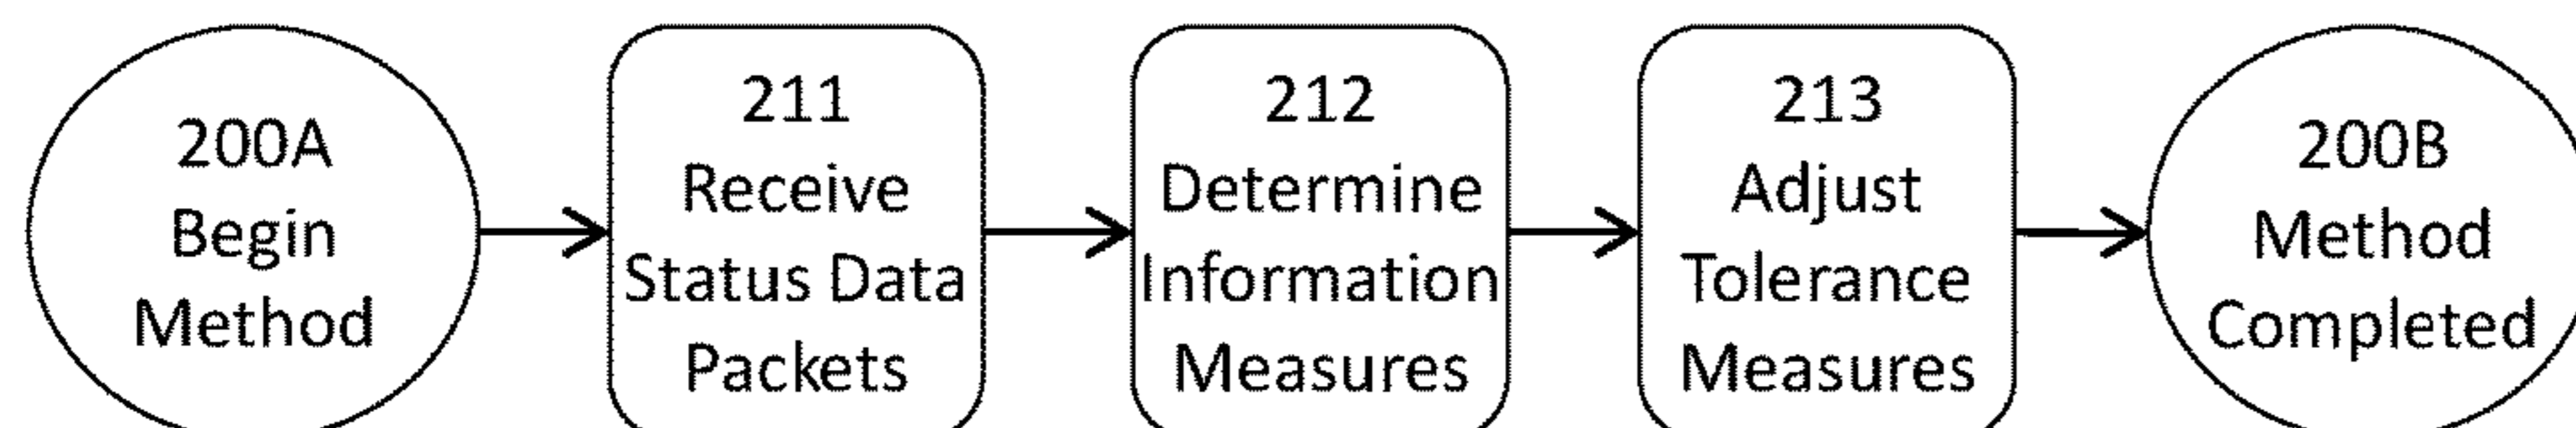 200A
Begin
Method
211
Receive
Status Data
Packets
212
Determine
Information
Measures
213
Adjust
Tolerance
Measures
200B
Method
Completed